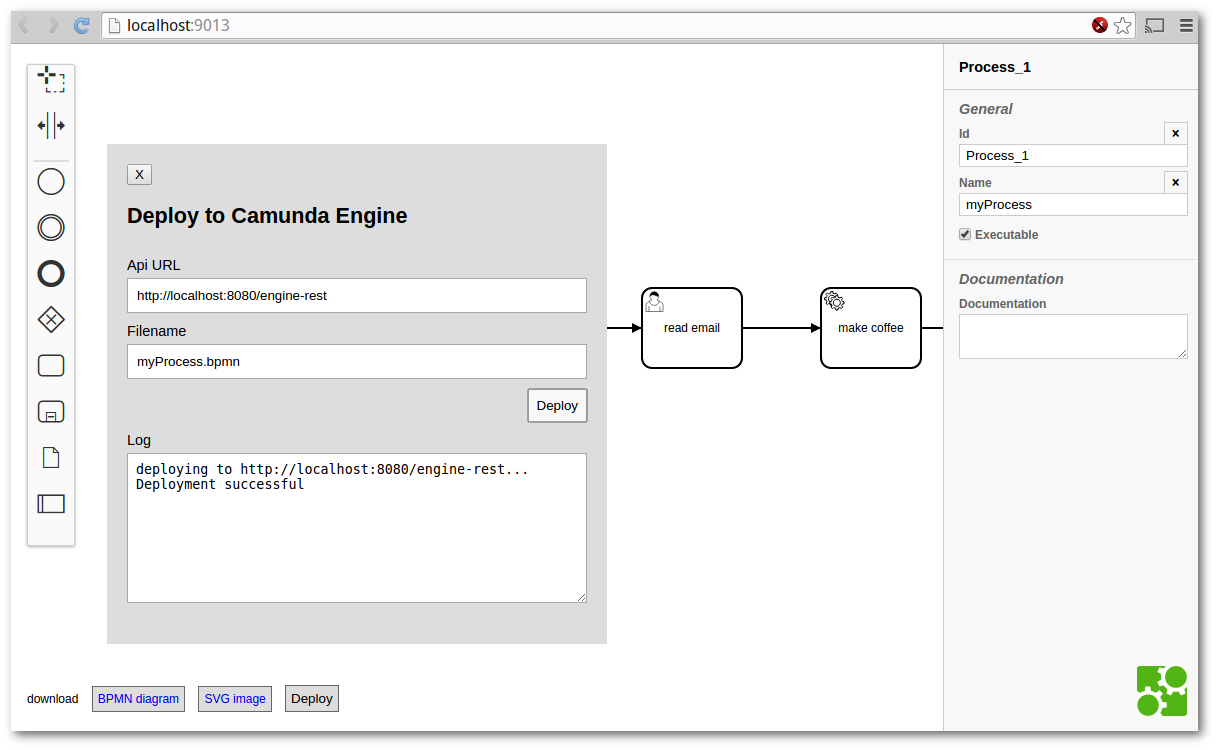 localhost:9013
X
Deploy to Camunda Engine
Api URL
http://localhost:8080/engine-rest
Filename
myProcess.bpmn
Deploy
Log
deploying to http://localhost:8080/engine-rest...
Deployment successful
read email
make coffee
Process_1
General
Id
x
Process_1
Name
x
myProcess
Executable
Documentation
Documentation
download
BPMN diagram
SVG image
Deploy